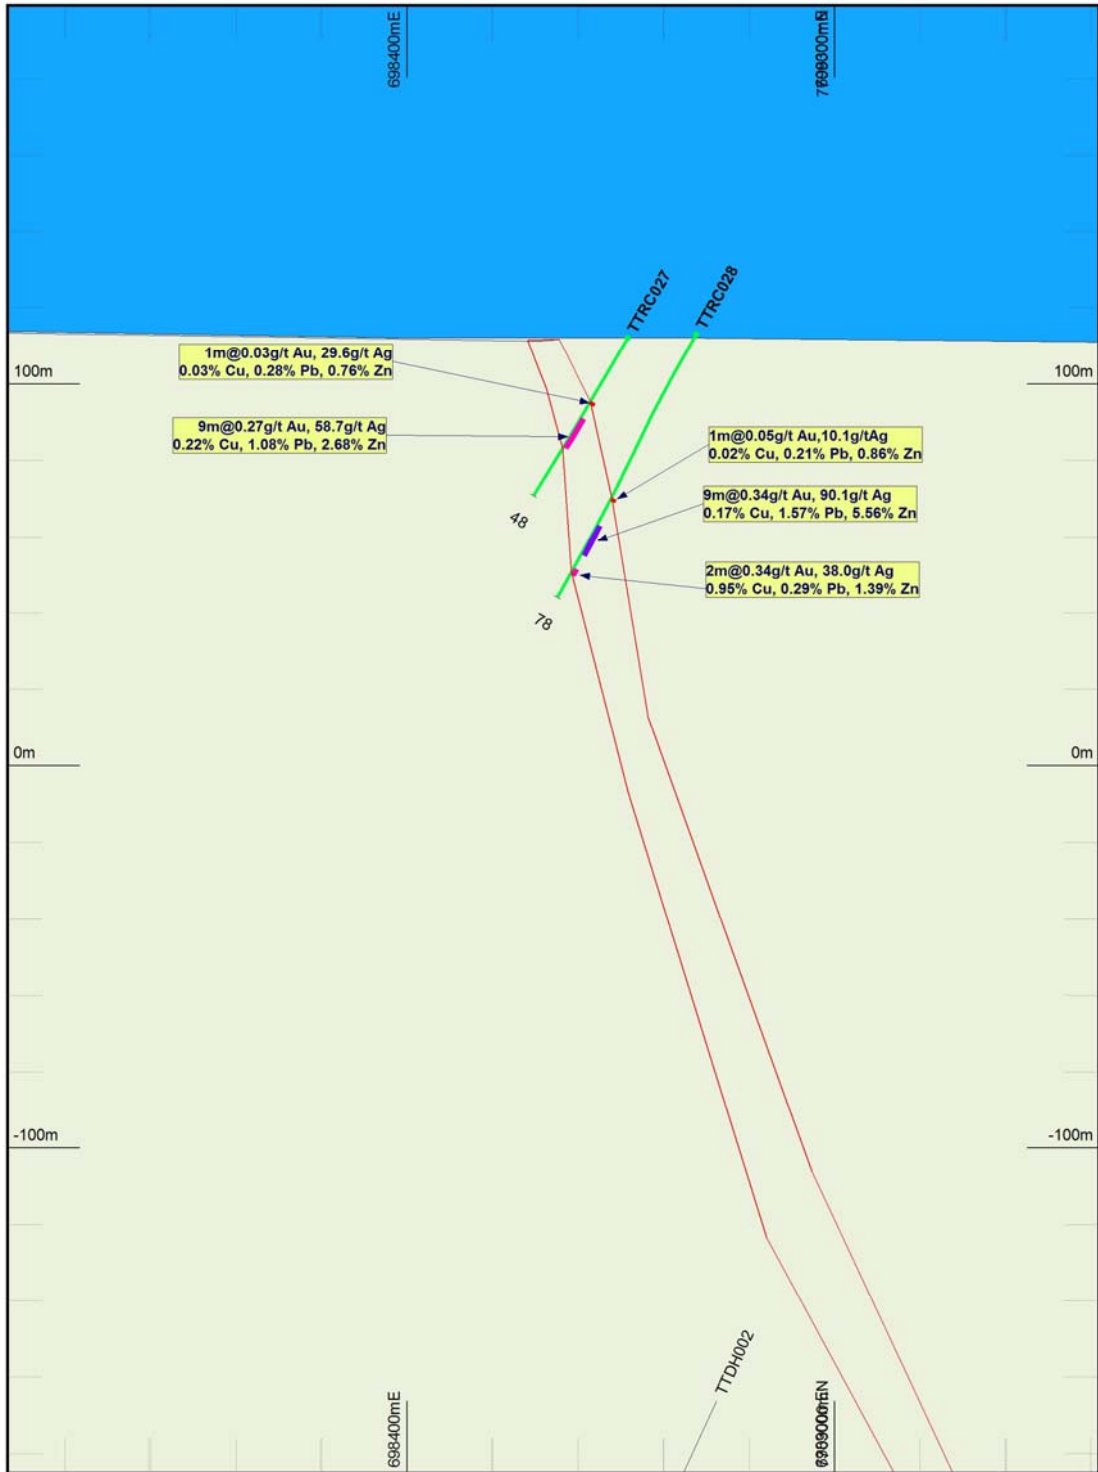 698400mE
TTRC027
TTRC028
1m@0.03g/t Au, 29.6g/t Ag
0.03% Cu, 0.28% Pb, 0.76% Zn
100m
100m
9m@0.27g/t Au, 58.7g/t Ag
0.22% Cu, 1.08% Pb, 2.68% Zn
1m@0.05g/t Au,10.1g/tAg
0.02% Cu, 0.21% Pb, 0.86% Zn
9m@0.34g/t Au, 90.1g/t Ag
0.17% Cu, 1.57% Pb, 5.56% Zn
48
2m@0.34g/t Au, 38.0g/t Ag
0.95% Cu, 0.29% Pb, 1.39% Zn
78
0m
0m
-100m
-100m
TTDH002
698400mE